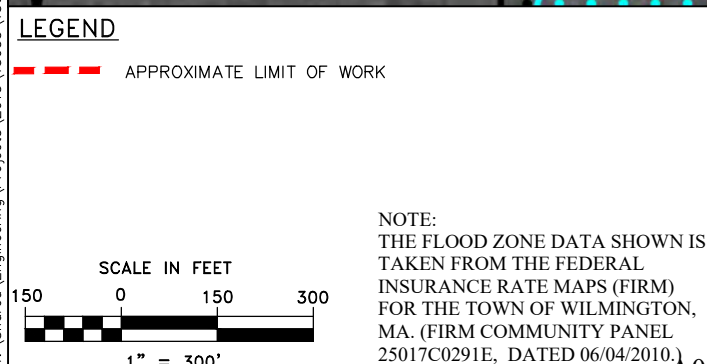 LEGEND
APPROXIMATE LIMIT OF WORK
SCALE IN FEET
150 0 150 300
1" = 300'
NOTE:
THE FLOOD ZONE DATA SHOWN IS
TAKEN FROM THE FEDERAL
INSURANCE RATE MAPS (FIRM)
FOR THE TOWN OF WILMINGTON,
MA. (FIRM COMMUNITY PANEL
25017C0291E, DATED 06/04/2010.)